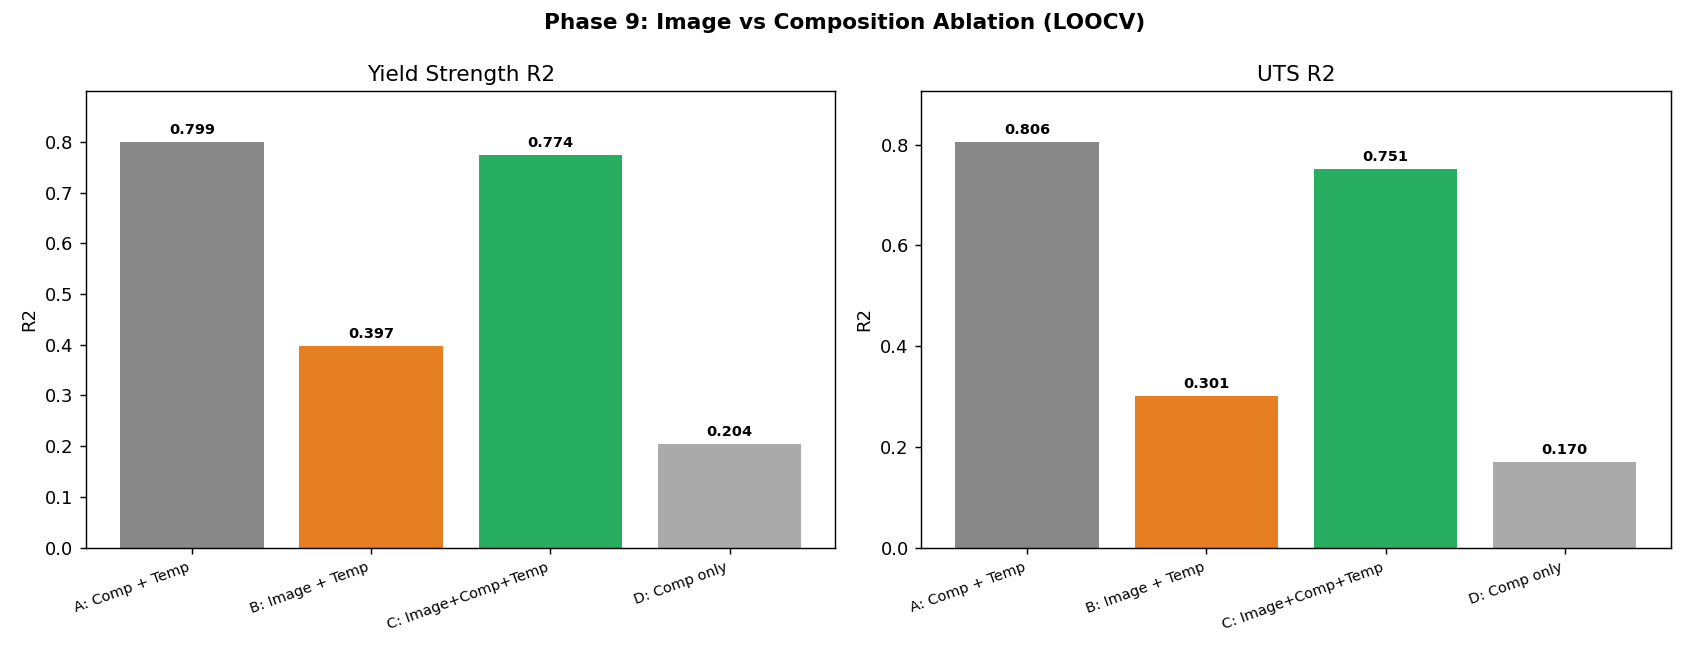 Phase 9: Image vs Composition Ablation (LOOCV)
Yield Strength R2
R2
0.8
0.7
0.6
0.5
0.4
0.3
0.2
0.1
0.0
0.799
0.397
0.774
0.204
A: Comp + Temp
B: Image + Temp
C: Image+Comp+Temp
D: Comp only
UTS R2
R2
0.8
0.6
0.4
0.2
0.0
0.806
0.301
0.751
0.170
A: Comp + Temp
B: Image + Temp
C: Image+Comp+Temp
D: Comp only